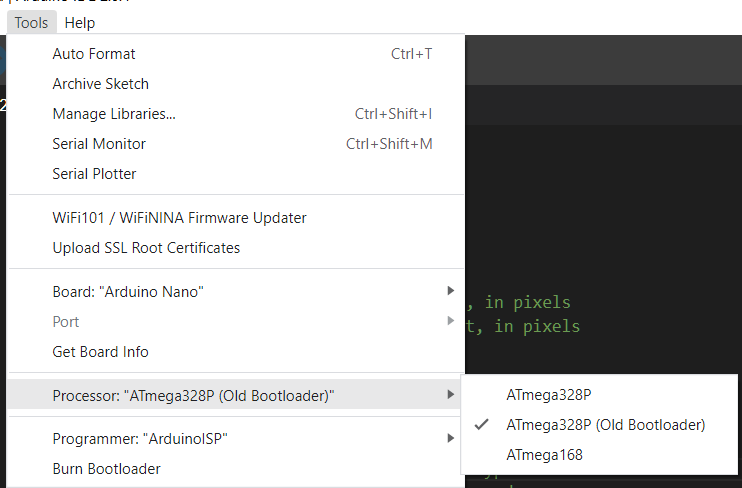 Tools Help
Auto Format Ctrl+T
Archive Sketch
Manage Libraries... Ctrl+Shift+I
Serial Monitor Ctrl+Shift+M
Serial Plotter
WiFi101 / WiFiNINA Firmware Updater
Upload SSL Root Certificates
Board: "Arduino Nano"
, in pixels
Port
t, in pixels
Get Board Info
Processor: "ATmega328P (Old Bootloader)"
ATmega328P
ATmega328P (Old Bootloader)
Programmer: "ArduinoISP"
ATmega168
Burn Bootloader